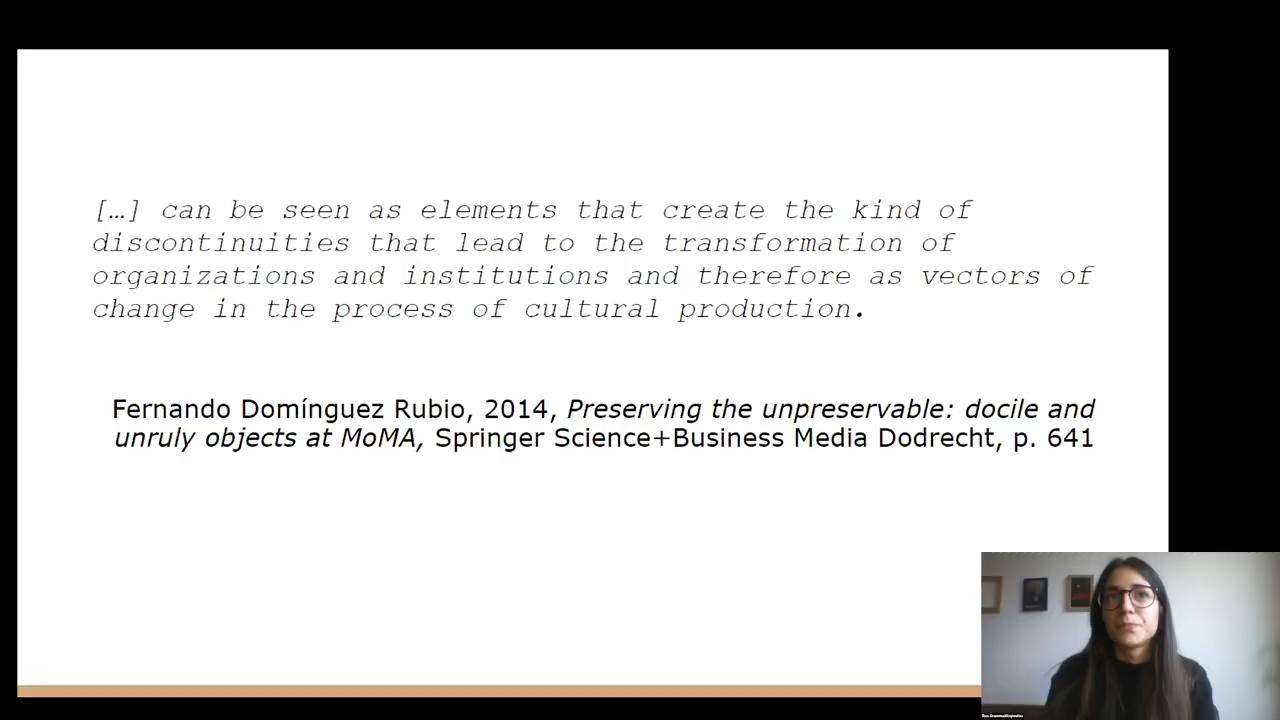 […] can be seen as elements that create the kind of
discontinuities that lead to the transformation of
organizations and institutions and therefore as vectors of
change in the process of cultural production.
Fernando Domínguez Rubio, 2014, Preserving the unpreservable: docile and
unruly objects at MoMA, Springer Science+Business Media Dodrecht, p. 641